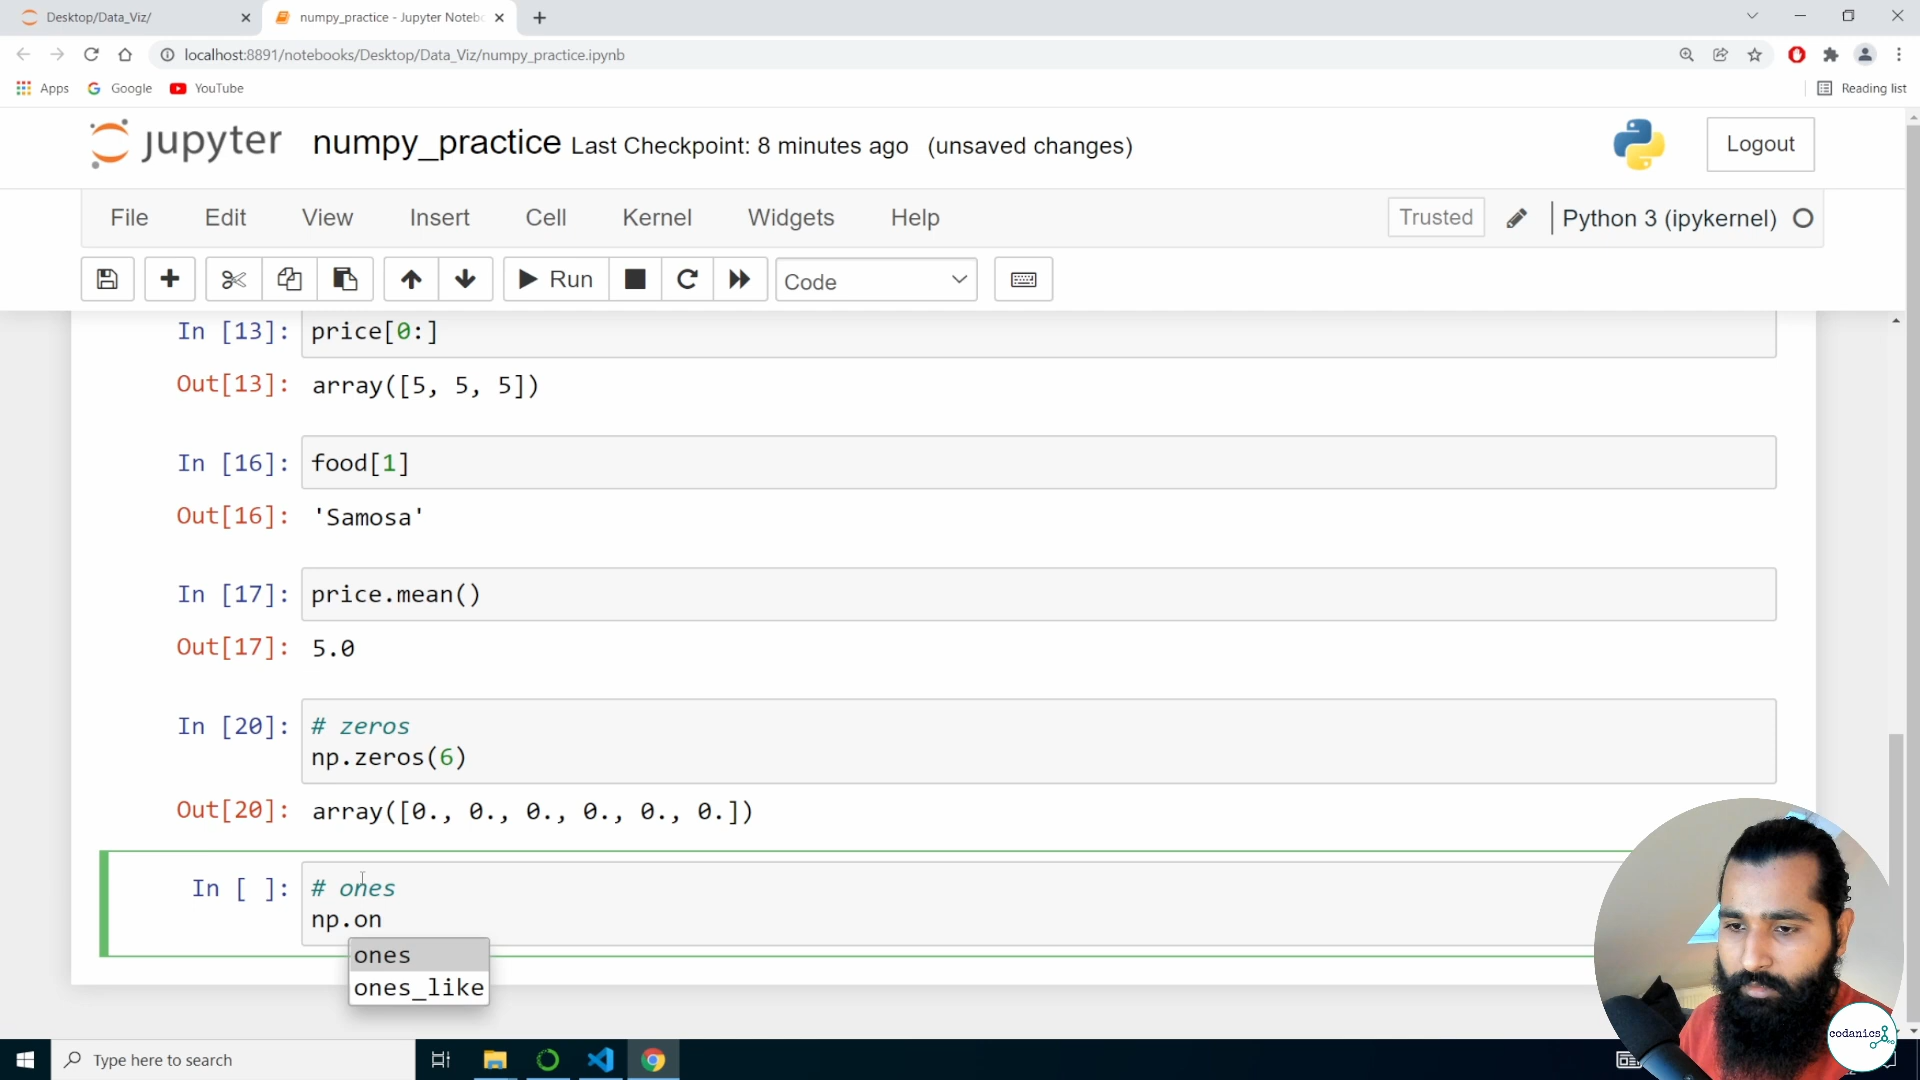 Desktop/Data_Viz/
numpy_practice - Jupyter Noteb
localhost:8891/notebooks/Desktop/Data_Viz/numpy_practice.ipynb
Apps
Google
YouTube
Reading list
jupyter
numpy_practice Last Checkpoint: 8 minutes ago (unsaved changes)
Logout
File Edit View Insert Cell Kernel Widgets Help
Trusted
Python 3 (ipykernel)
Run
Code
In [13]: price[0:]
Out[13]: array([5, 5, 5])
In [16]: food[1]
Out[16]: 'Samosa'
In [17]: price.mean()
Out[17]: 5.0
In [20]: # zeros
np.zeros(6)
Out[20]: array([0., 0., 0., 0., 0., 0.])
In [ ]: # ones
np.on
ones
ones_like
codanics
Type here to search